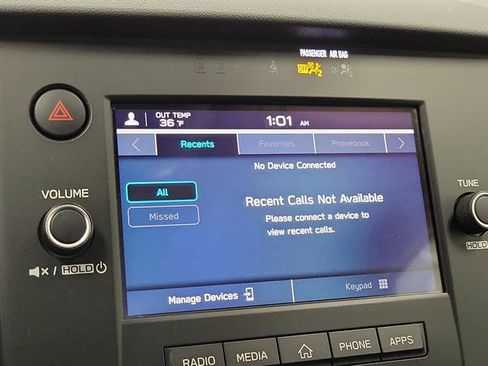 PASSENGER AIR BAG
OUT TEMP
36 °F
1:01 AM
Recents
Favorites
Phonebook
No Device Connected
All
Missed
Recent Calls Not Available
Please connect a device to
view recent calls.
Manage Devices
Keypad
VOLUME
/ HOLD
TUNE
HOLD
RADIO
MEDIA
PHONE
APPS